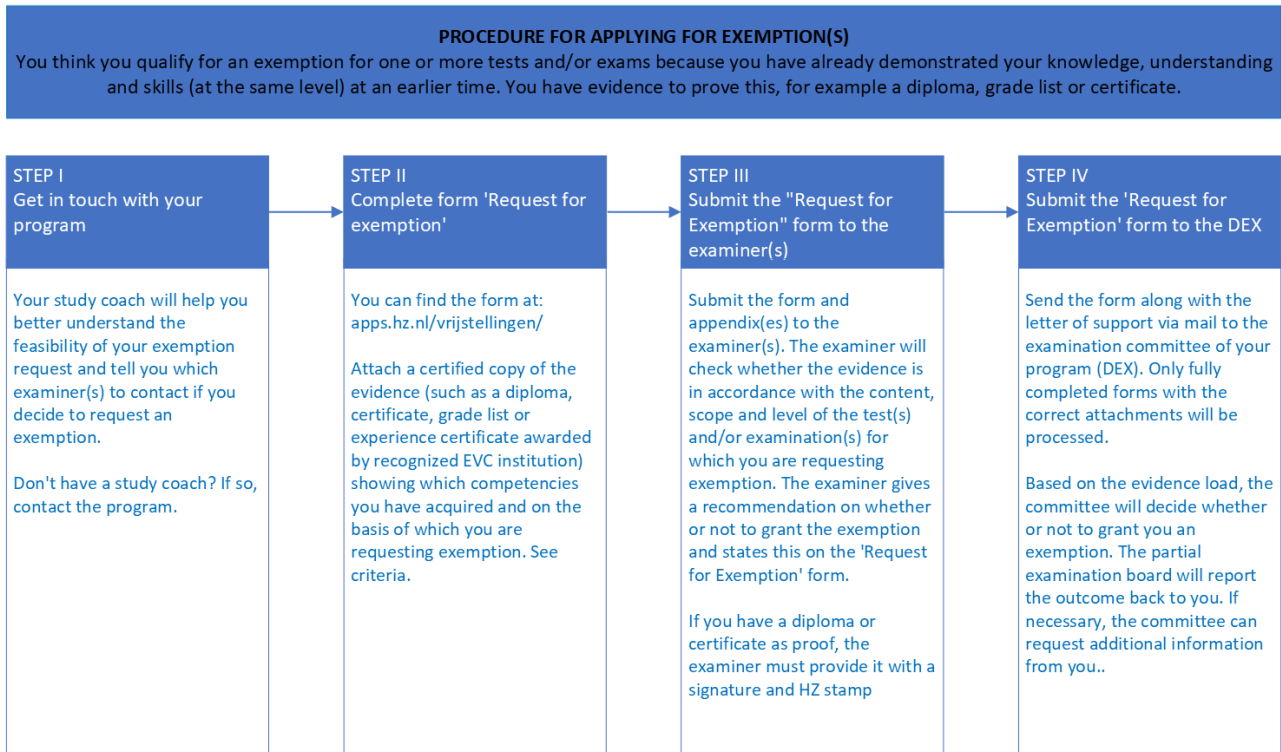 PROCEDURE FOR APPLYING FOR EXEMPTION(S)
You think you qualify for an exemption for one or more tests and/or exams because you have already demonstrated your knowledge, understanding
and skills (at the same level) at an earlier time. You have evidence to prove this, for example a diploma, grade list or certificate.
STEP I
Get in touch with your
program
Your study coach will help you
better understand the
feasibility of your exemption
request and tell you which
examiner(s) to contact if you
decide to request an
exemption.
Don't have a study coach? If so,
contact the program.
STEP II
Complete form 'Request for
exemption'
You can find the form at:
apps.hz.nl/vrijstellingen/
Attach a certified copy of the
evidence (such as a diploma,
certificate, grade list or
experience certificate awarded
by recognized EVC institution)
showing which competencies
you have acquired and on the
basis of which you are
requesting exemption. See
criteria.
STEP III
Submit the "Request for
Exemption" form to the
examiner(s)
Submit the form and
appendix(es) to the
examiner(s). The examiner will
check whether the evidence is
in accordance with the content,
scope and level of the test(s)
and/or examination(s) for
which you are requesting
exemption. The examiner gives
a recommendation on whether
or not to grant the exemption
and states this on the 'Request
for Exemption' form.
If you have a diploma or
certificate as proof, the
examiner must provide it with a
signature and HZ stamp
STEP IV
Submit the 'Request for
Exemption' form to the DEX
Send the form along with the
letter of support via mail to the
examination committee of your
program (DEX). Only fully
completed forms with the
correct attachments will be
processed.
Based on the evidence load, the
committee will decide whether
or not to grant you an
exemption. The partial
examination board will report
the outcome back to you. If
necessary, the committee can
request additional information
from you..